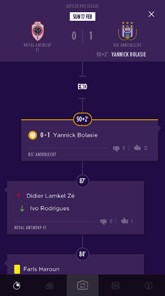 SUN 17 FEB
ROYAL ANTWERP
FC
0 1
RSC ANDERLECHT
90+2' YANNICK BOLASIE
END
90+2'
0-1 Yannick Bolasie
RSC ANDERLECHT
87'
Didier Lamkel Zé
Ivo Rodrigues
ROYAL ANTWERP FC
84'
Faris Haroun